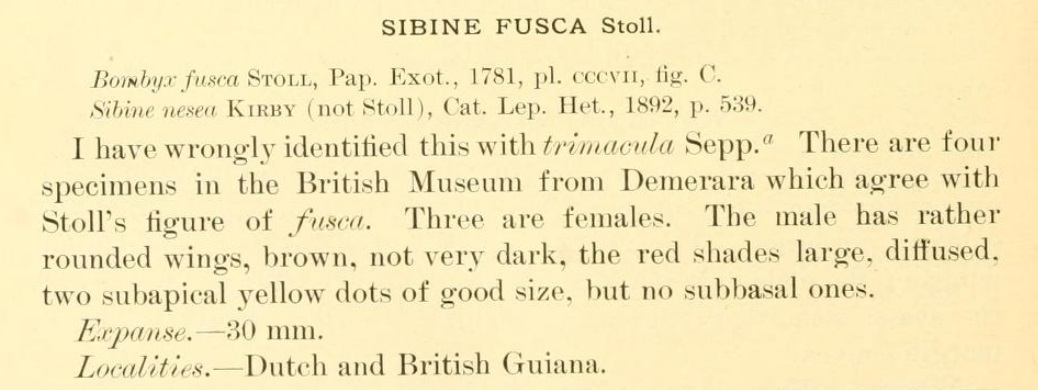 SIBINE FUSCA Stoll.
Bombyx fusca STOLL, Pap. Exot., 1781, pl. CCCVII, fig. C.
Sibine nesea KIRBY (not Stoll), Cat. Lep. Het., 1892, p. 539.
I have wrongly identified this with trimacula Sepp.ᵃ There are four
specimens in the British Museum from Demerara which agree with
Stoll's figure of fusca. Three are females. The male has rather
rounded wings, brown, not very dark, the red shades large, diffused,
two subapical yellow dots of good size, but no subbasal ones.
Expanse.—30 mm.
Localities.—Dutch and British Guiana.